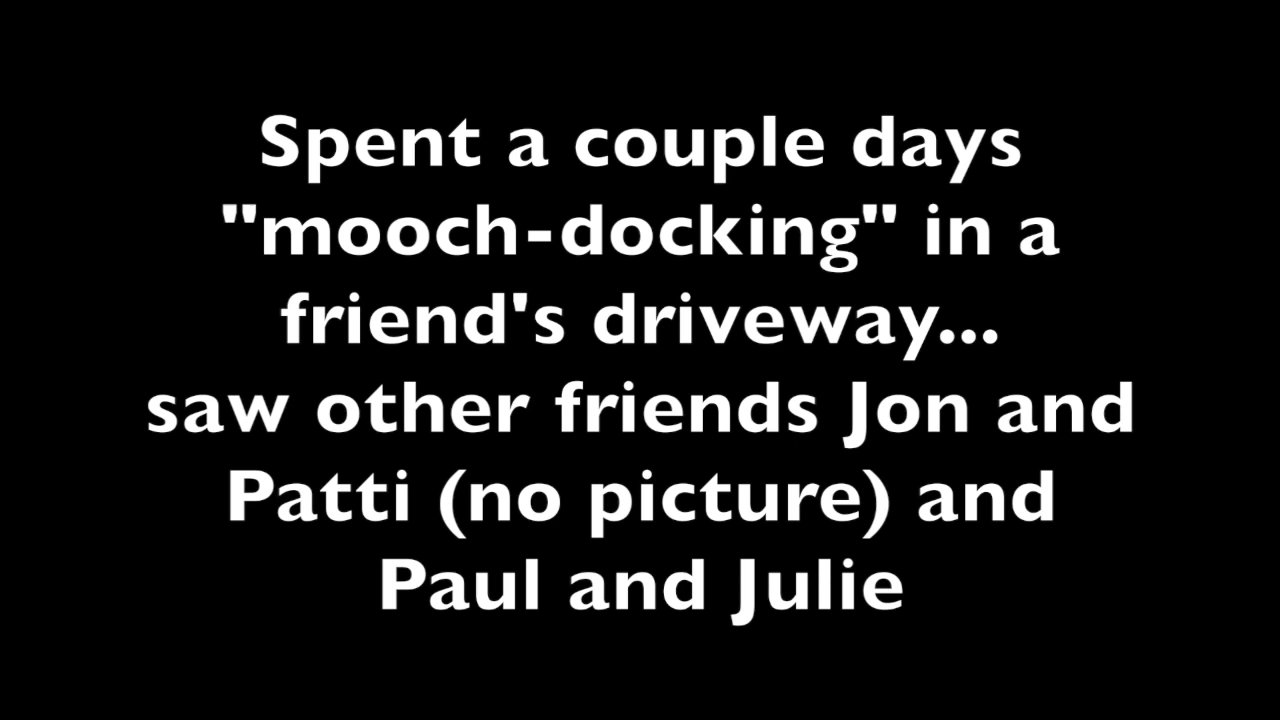 Spent a couple days
"mooch-docking" in a
friend's driveway...
saw other friends Jon and
Patti (no picture) and
Paul and Julie